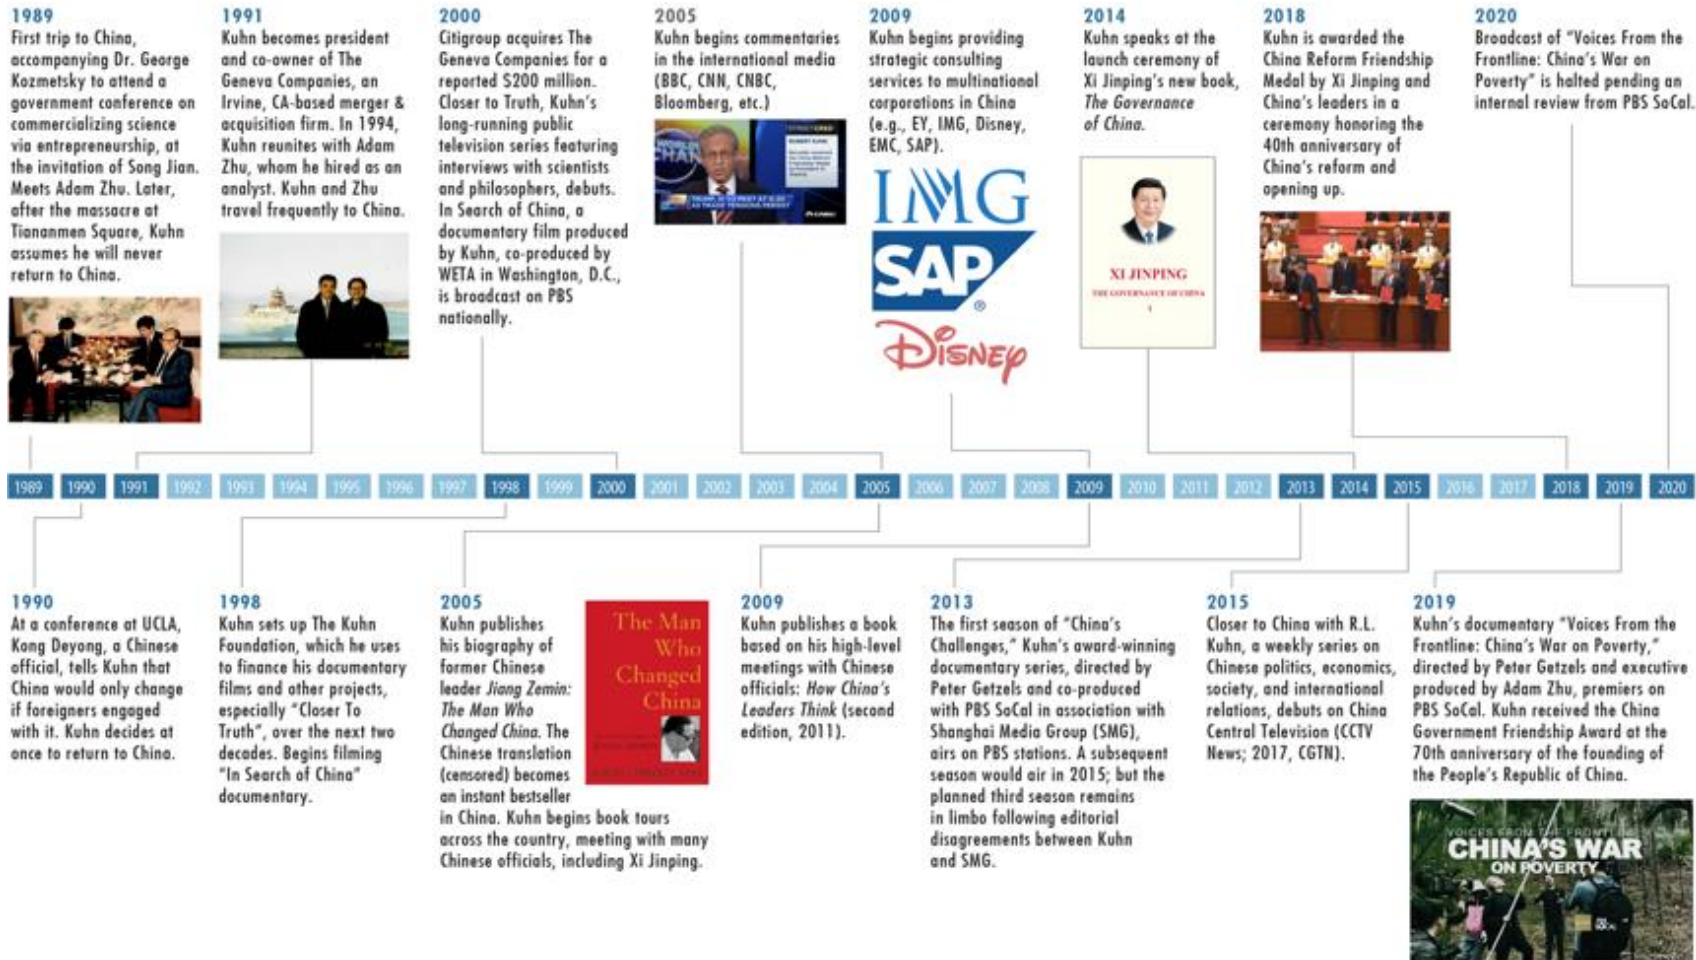 1989
First trip to China,
accompanying Dr. George
Kozmetsky to attend a
government conference on
commercializing science
via entrepreneurship, at
the invitation of Song Jian.
Meets Adam Zhu. Later,
after the massacre at
Tiananmen Square, Kuhn
assumes he will never
return to China.
1991
Kuhn becomes president
and co-owner of The
Geneva Companies, an
Irvine, CA-based merger &
acquisition firm. In 1994,
Kuhn reunites with Adam
Zhu, whom he hired as an
analyst. Kuhn and Zhu
travel frequently to China.
2000
Citigroup acquires The
Geneva Companies for a
reported $200 million.
Closer to Truth, Kuhn's
long-running public
television series featuring
interviews with scientists
and philosophers, debuts.
In Search of China, a
documentary film produced
by Kuhn, co-produced by
WETA in Washington, D.C.,
is broadcast on PBS
nationally.
2005
Kuhn begins commentaries
in the international media
(BBC, CNN, CNBC,
Bloomberg, etc.)
2009
Kuhn begins providing
strategic consulting
services to multinational
corporations in China
(e.g., EY, IMG, Disney,
EMC, SAP).
IMG
SAP
®
Disney
2014
Kuhn speaks at the
launch ceremony of
Xi Jinping's new book,
The Governance
of China.
XI JINPING
THE GOVERNANCE OF CHINA
2018
Kuhn is awarded the
China Reform Friendship
Medal by Xi Jinping and
China's leaders in a
ceremony honoring the
40th anniversary of
China's reform and
opening up.
2020
Broadcast of "Voices From the
Frontline: China's War on
Poverty" is halted pending an
internal review from PBS SoCal.
1989 1990 1991 1992 1993 1994 1995 1996 1997 1998 1999 2000 2001 2002 2003 2004 2005 2006 2007 2008 2009 2010 2011 2012 2013 2014 2015 2016 2017 2018 2019 2020
1990
At a conference at UCLA,
Kong Deyong, a Chinese
official, tells Kuhn that
China would only change
if foreigners engaged
with it. Kuhn decides at
once to return to China.
1998
Kuhn sets up The Kuhn
Foundation, which he uses
to finance his documentary
films and other projects,
especially "Closer To
Truth", over the next two
decades. Begins filming
"In Search of China"
documentary.
2005
Kuhn publishes
his biography of
former Chinese
leader Jiang Zemin:
The Man Who
Changed China. The
Chinese translation
(censored) becomes
an instant bestseller
in China. Kuhn begins book tours
across the country, meeting with many
Chinese officials, including Xi Jinping.
The Man
Who
Changed
China
2009
Kuhn publishes a book
based on his high-level
meetings with Chinese
officials: How China's
Leaders Think (second
edition, 2011).
2013
The first season of "China's
Challenges," Kuhn's award-winning
documentary series, directed by
Peter Getzels and co-produced
with PBS SoCal in association with
Shanghai Media Group (SMG),
airs on PBS stations. A subsequent
season would air in 2015; but the
planned third season remains
in limbo following editorial
disagreements between Kuhn
and SMG.
2015
Closer to China with R.L.
Kuhn, a weekly series on
Chinese politics, economics,
society, and international
relations, debuts on China
Central Television (CCTV
News; 2017, CGTN).
2019
Kuhn's documentary "Voices From the
Frontline: China's War on Poverty,"
directed by Peter Getzels and executive
produced by Adam Zhu, premiers on
PBS SoCal. Kuhn received the China
Government Friendship Award at the
70th anniversary of the founding of
the People's Republic of China.
VOICES FROM THE FRONTLINE
CHINA'S WAR
ON POVERTY